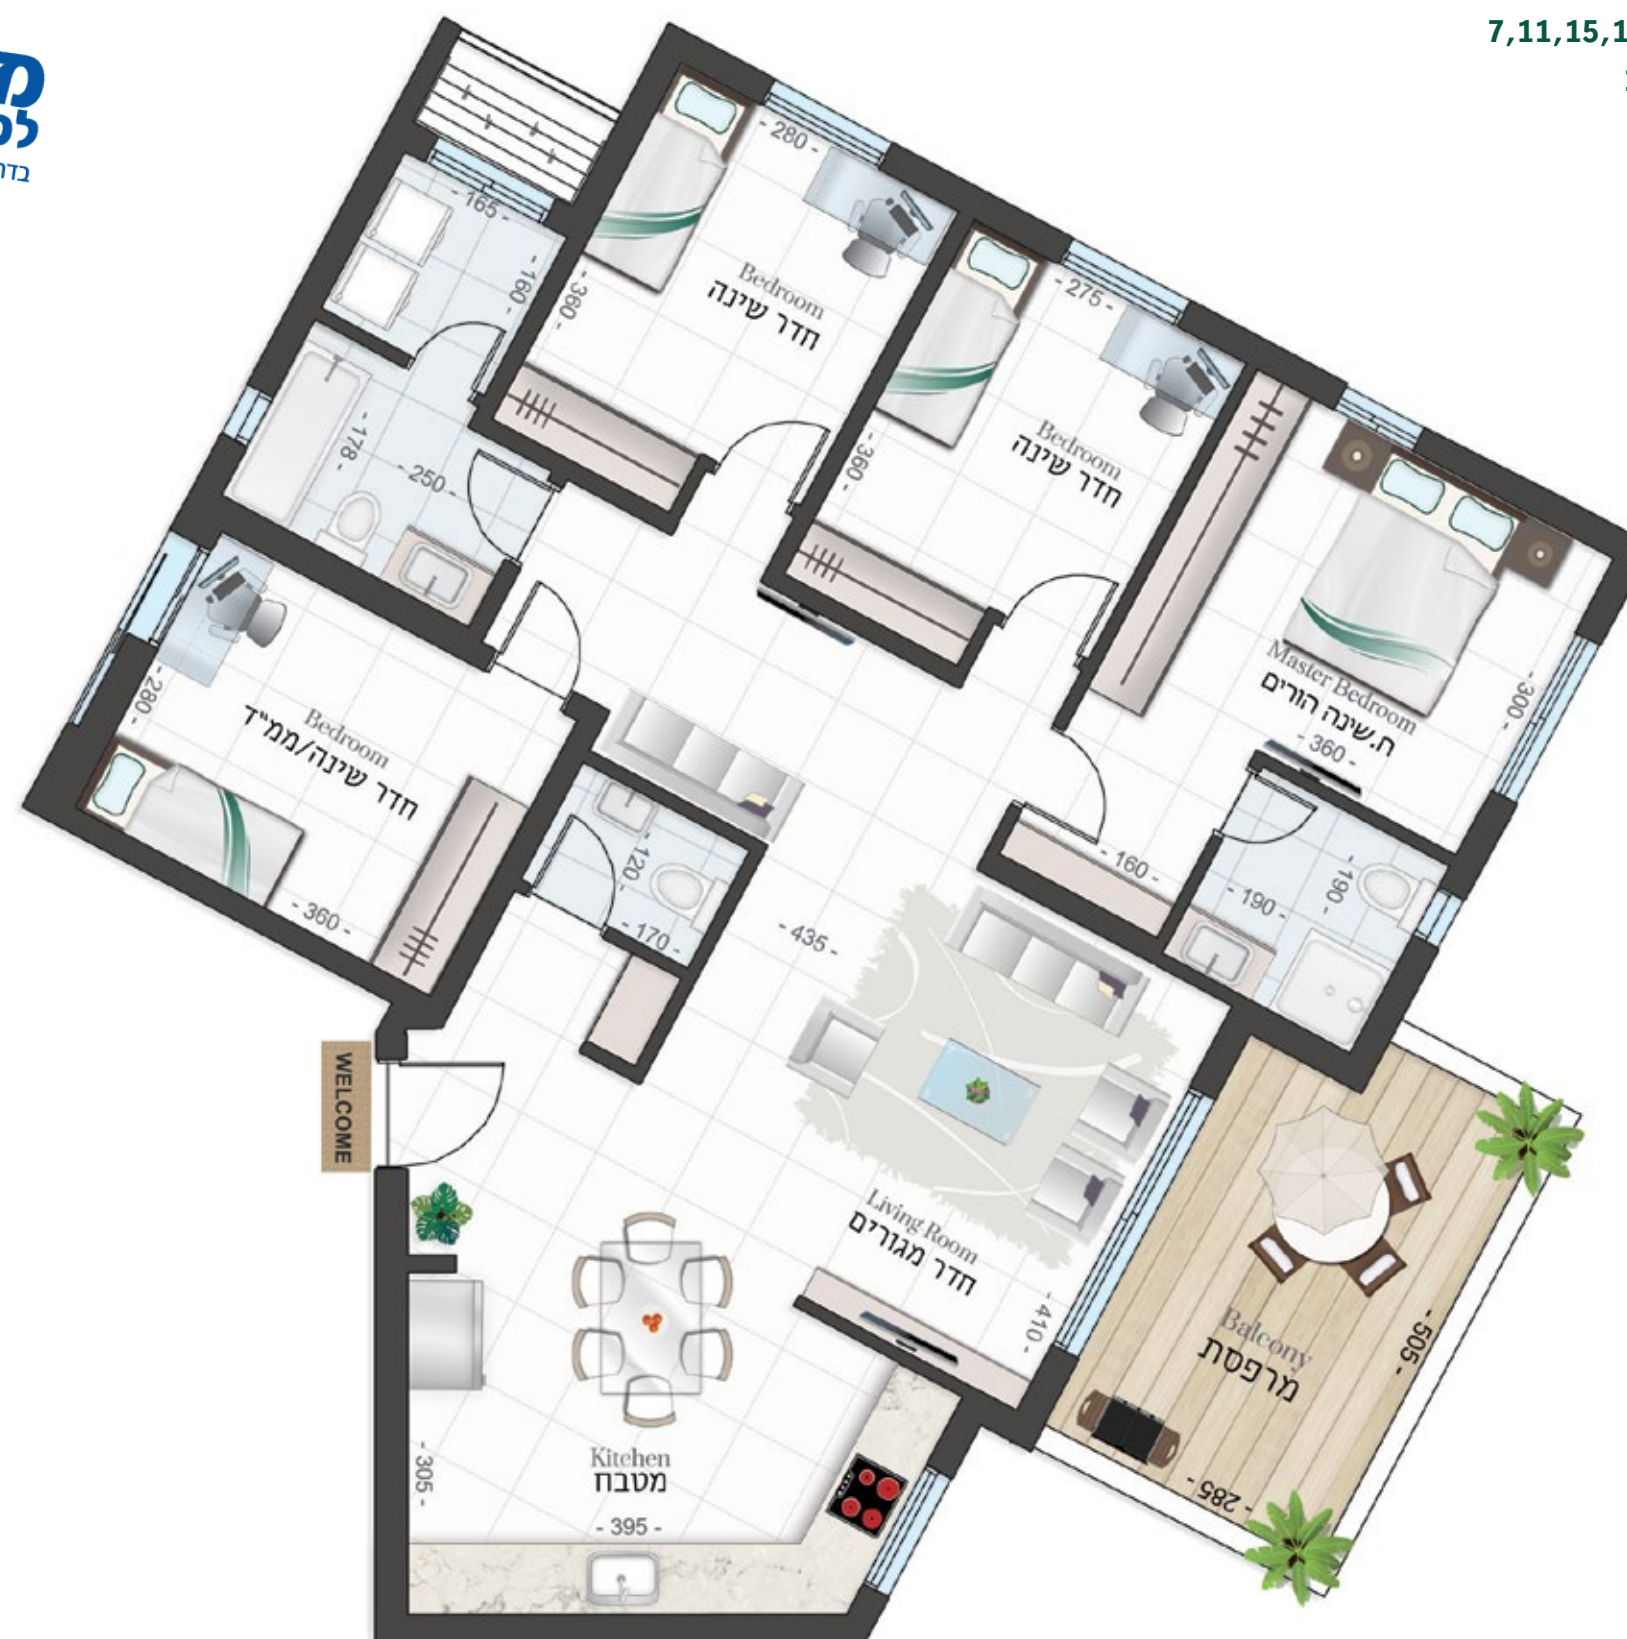 7,11,15,1
- 280 -
- 165 -
- 160 -
- 360 -
Bedroom
חדר שינה
- 275 -
- 360 -
Bedroom
חדר שינה
- 178 -
- 250 -
Master Bedroom
ח.שינה הורים
- 360 -
- 300 -
- 280 -
Bedroom
חדר שינה/ממ״ד
- 360 -
- 120 -
- 170 -
- 160 -
- 190 -
- 190 -
- 435 -
WELCOME
Living Room
חדר מגורים
- 410 -
Balcony
מרפסת
- 505 -
- 285 -
Kitchen
מטבח
- 305 -
- 395 -